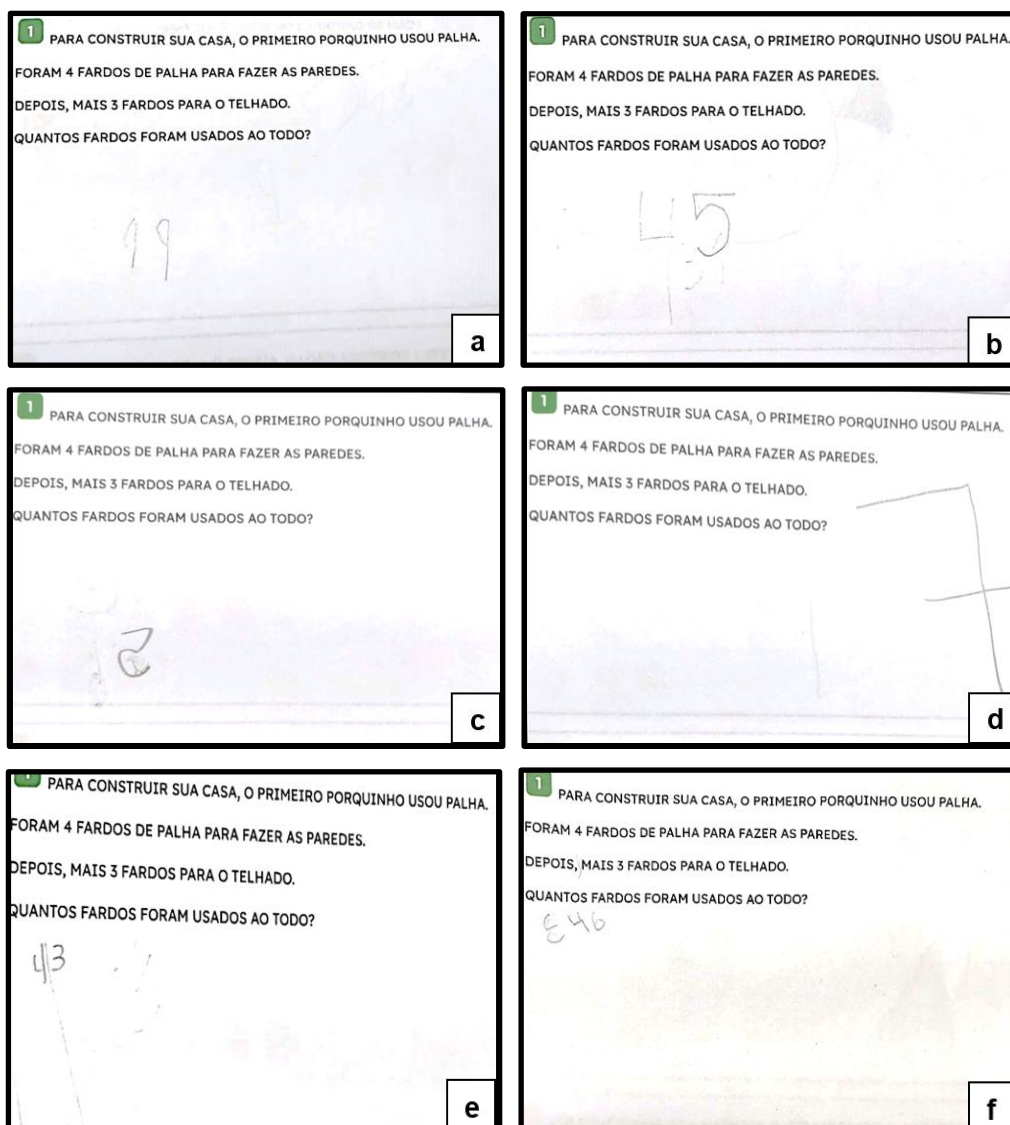 1 PARA CONSTRUIR SUA CASA, O PRIMEIRO PORQUINHO USOU PALHA.
FORAM 4 FARDOS DE PALHA PARA FAZER AS PAREDES.
DEPOIS, MAIS 3 FARDOS PARA O TELHADO.
QUANTOS FARDOS FORAM USADOS AO TODO?
19
a
1 PARA CONSTRUIR SUA CASA, O PRIMEIRO PORQUINHO USOU PALHA.
FORAM 4 FARDOS DE PALHA PARA FAZER AS PAREDES.
DEPOIS, MAIS 3 FARDOS PARA O TELHADO.
QUANTOS FARDOS FORAM USADOS AO TODO?
45
b
1 PARA CONSTRUIR SUA CASA, O PRIMEIRO PORQUINHO USOU PALHA.
FORAM 4 FARDOS DE PALHA PARA FAZER AS PAREDES.
DEPOIS, MAIS 3 FARDOS PARA O TELHADO.
QUANTOS FARDOS FORAM USADOS AO TODO?
c
1 PARA CONSTRUIR SUA CASA, O PRIMEIRO PORQUINHO USOU PALHA.
FORAM 4 FARDOS DE PALHA PARA FAZER AS PAREDES.
DEPOIS, MAIS 3 FARDOS PARA O TELHADO.
QUANTOS FARDOS FORAM USADOS AO TODO?
7
d
PARA CONSTRUIR SUA CASA, O PRIMEIRO PORQUINHO USOU PALHA.
FORAM 4 FARDOS DE PALHA PARA FAZER AS PAREDES.
DEPOIS, MAIS 3 FARDOS PARA O TELHADO.
QUANTOS FARDOS FORAM USADOS AO TODO?
43
e
1 PARA CONSTRUIR SUA CASA, O PRIMEIRO PORQUINHO USOU PALHA.
FORAM 4 FARDOS DE PALHA PARA FAZER AS PAREDES.
DEPOIS, MAIS 3 FARDOS PARA O TELHADO.
QUANTOS FARDOS FORAM USADOS AO TODO?
346
f